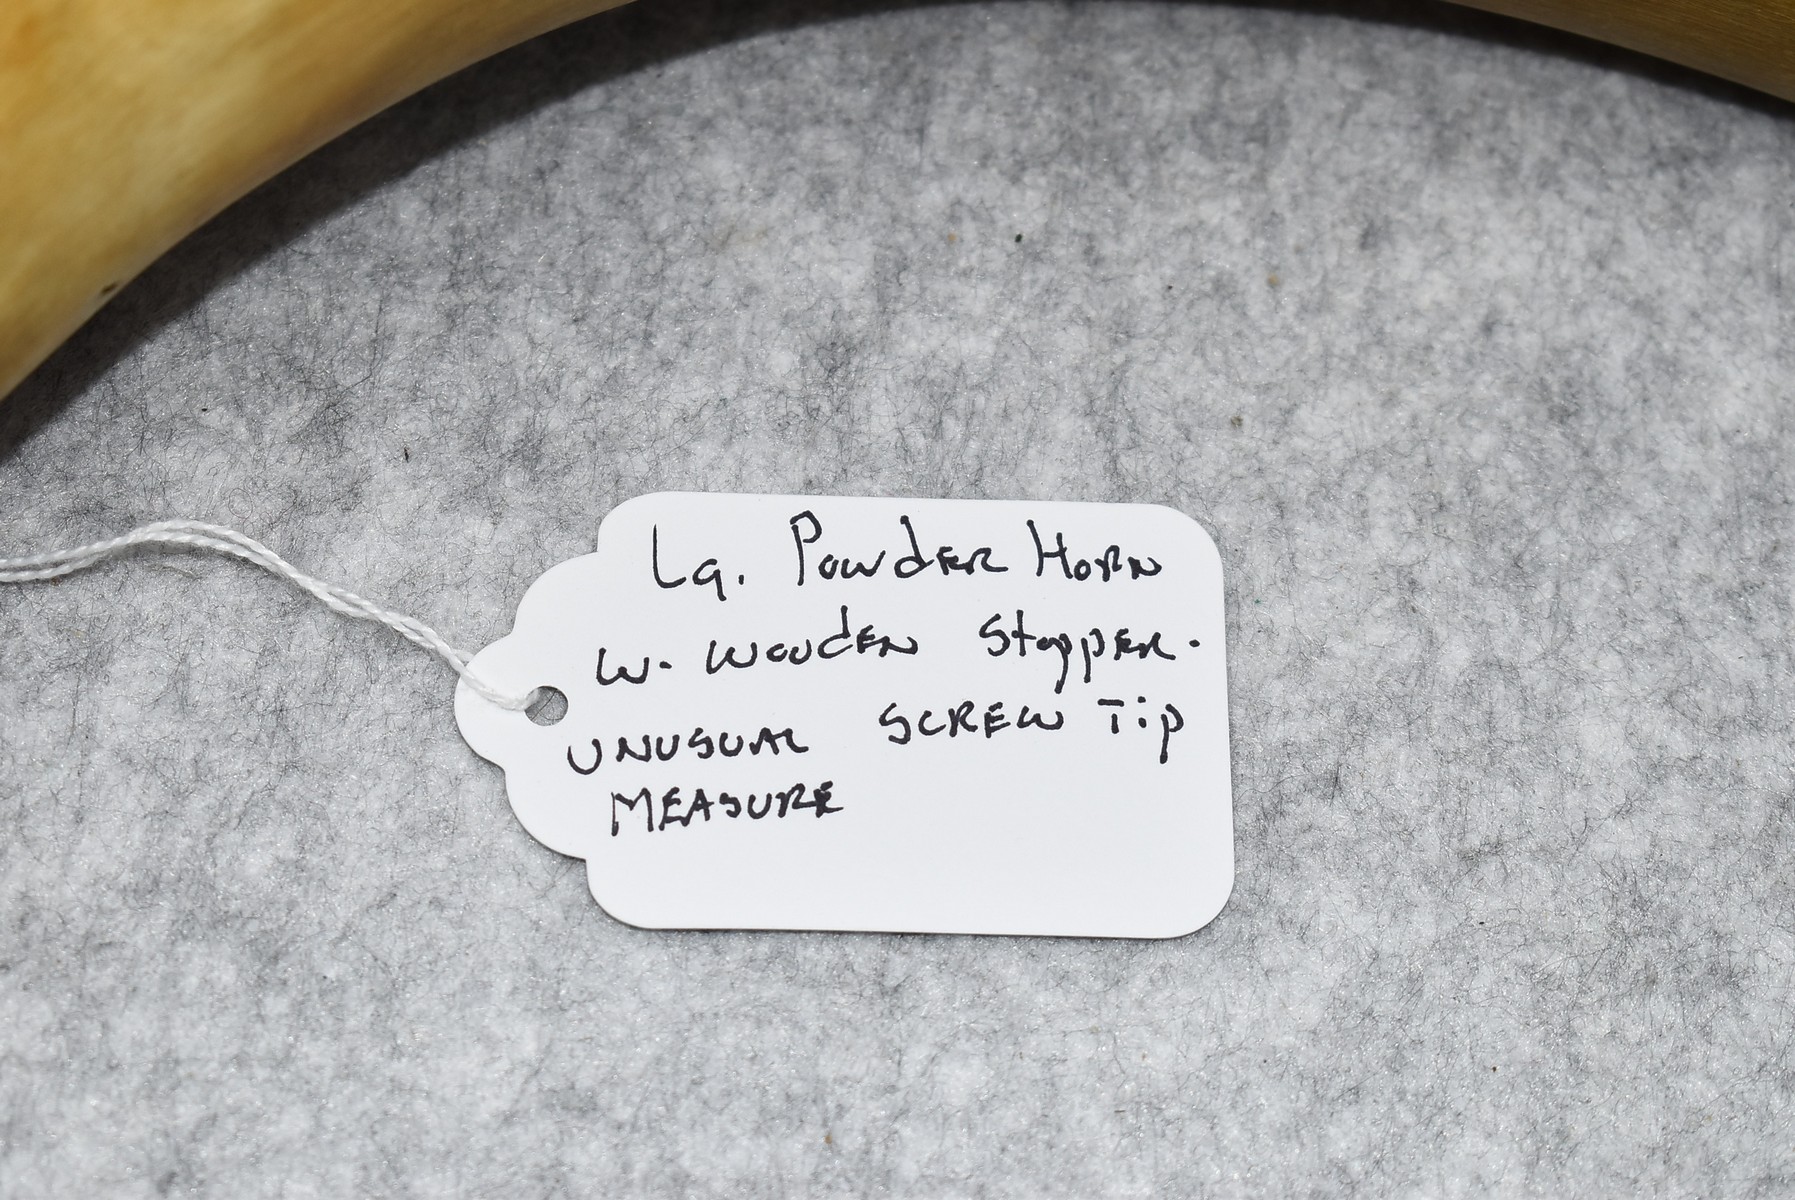 Lg. Powder Horn
w. wooden Stopper.
UNUSUAL SCREW Tip
MEASURE